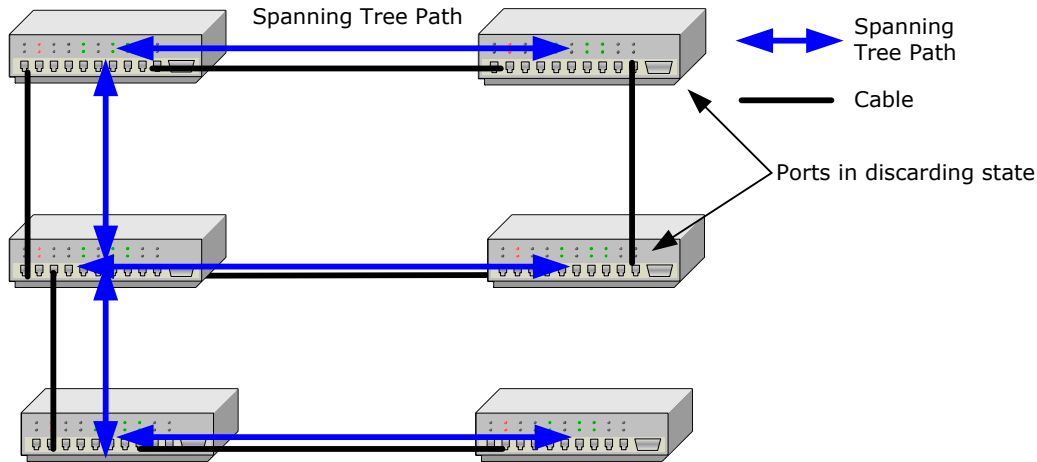 Spanning Tree Path
Spanning
Tree Path
Cable
Ports in discarding state